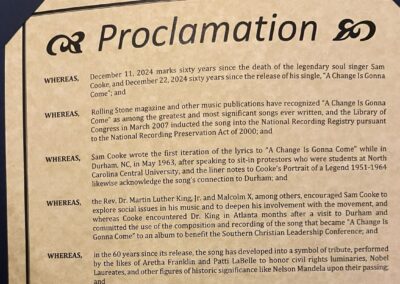 Proclamation
WHEREAS, December 11, 2024 marks sixty years since the death of the legendary soul singer Sam
Cooke, and December 22, 2024 sixty years since the release of his single, "A Change Is Gonna
Come"; and
WHEREAS, Rolling Stone magazine and other music publications have recognized "A Change Is Gonna
Come" as among the greatest and most significant songs ever written, and the Library of
Congress in March 2007 inducted the song into the National Recording Registry pursuant
to the National Recording Preservation Act of 2000; and
WHEREAS, Sam Cooke wrote the first iteration of the lyrics to "A Change Is Gonna Come" while in
Durham, NC, in May 1963, after speaking to sit-in protestors who were students at North
Carolina Central University, and the liner notes to Cooke's Portrait of a Legend 1951-1964
likewise acknowledge the song's connection to Durham; and
WHEREAS, the Rev. Dr. Martin Luther King, Jr. and Malcolm X, among others, encouraged Sam Cooke to
explore social issues in his music and to deepen his involvement with the movement, and
whereas Cooke encountered Dr. King in Atlanta months after a visit to Durham and
committed the use of the composition and recording of the song that became "A Change Is
Gonna Come" to an album to benefit the Southern Christian Leadership Conference; and
WHEREAS, in the 60 years since its release, the song has developed into a symbol of tribute, performed
by the likes of Aretha Franklin and Patti LaBelle to honor civil rights luminaries, Nobel
Laureates, and other figures of historic significance like Nelson Mandela upon their passing;
and